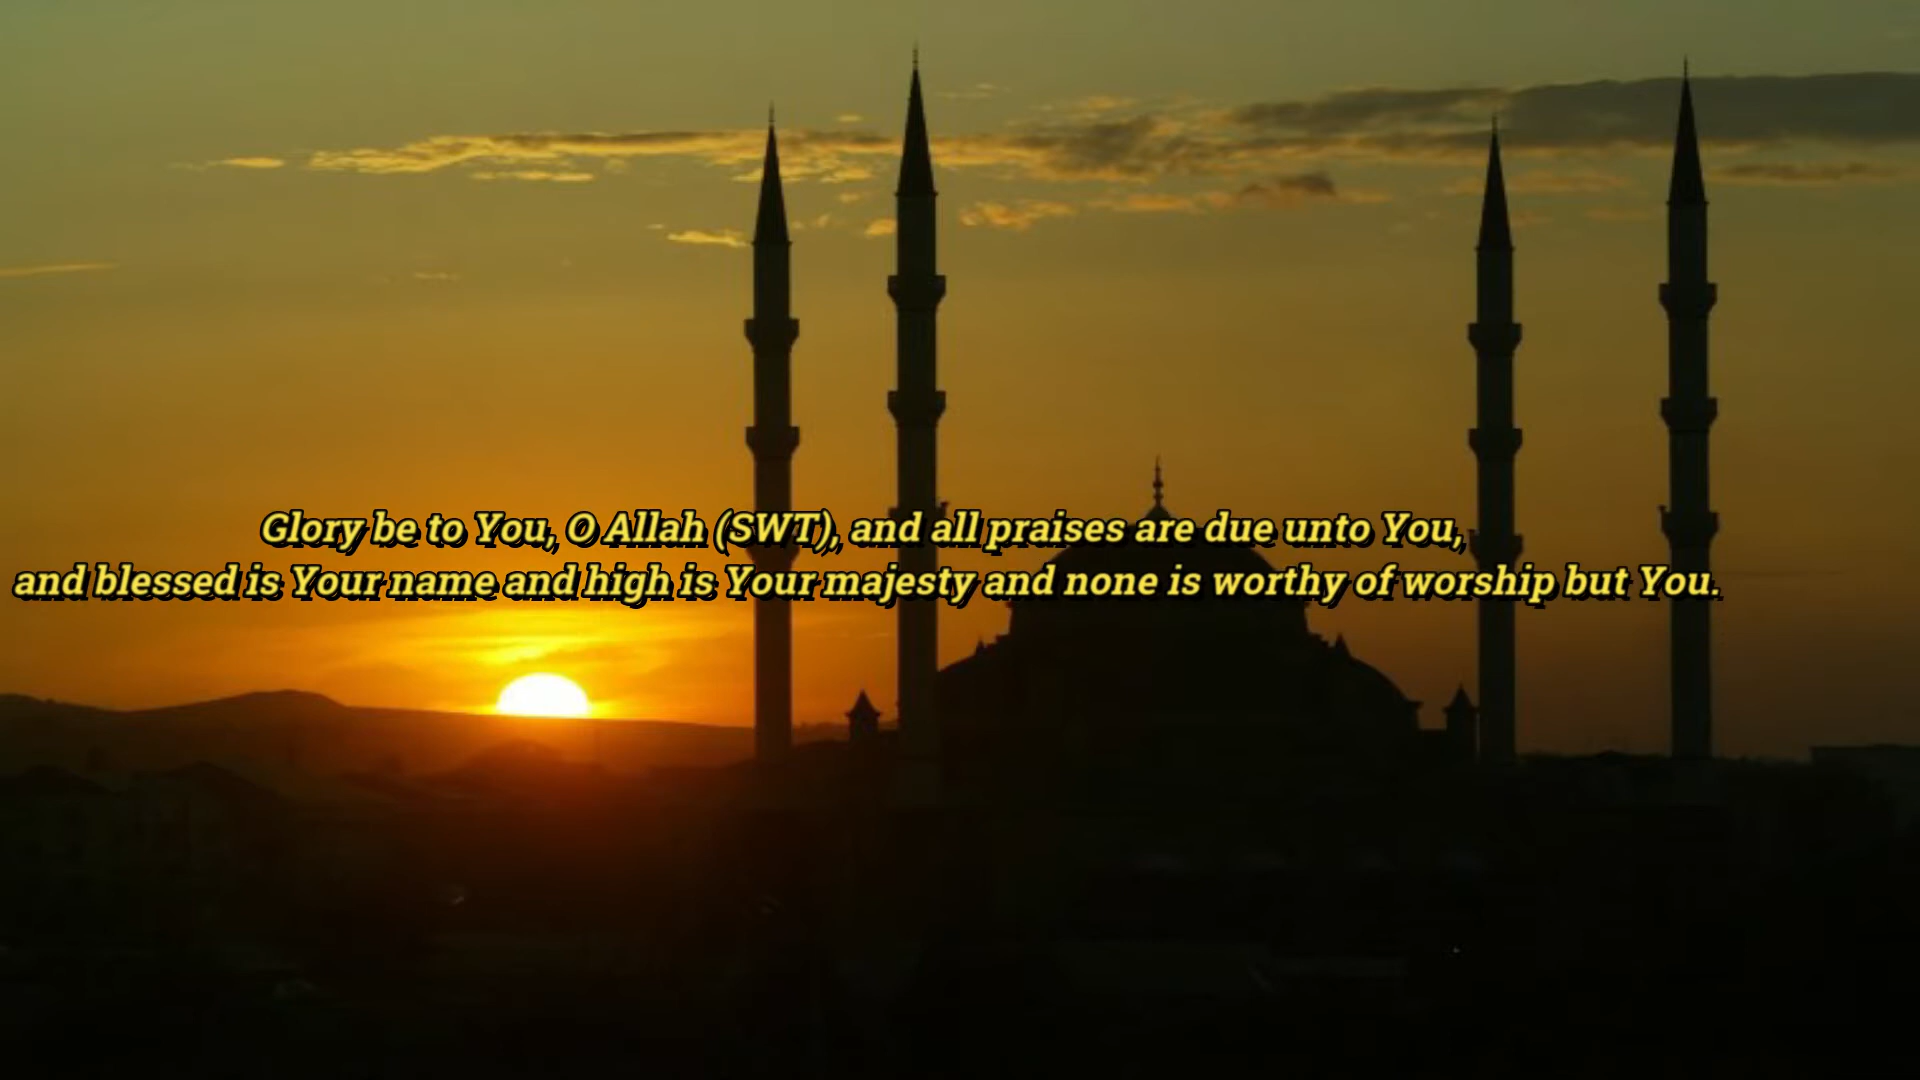 Glory be to You, O Allah (SWT), and all praises are due unto You,
and blessed is Your name and high is Your majesty and none is worthy of worship but You.